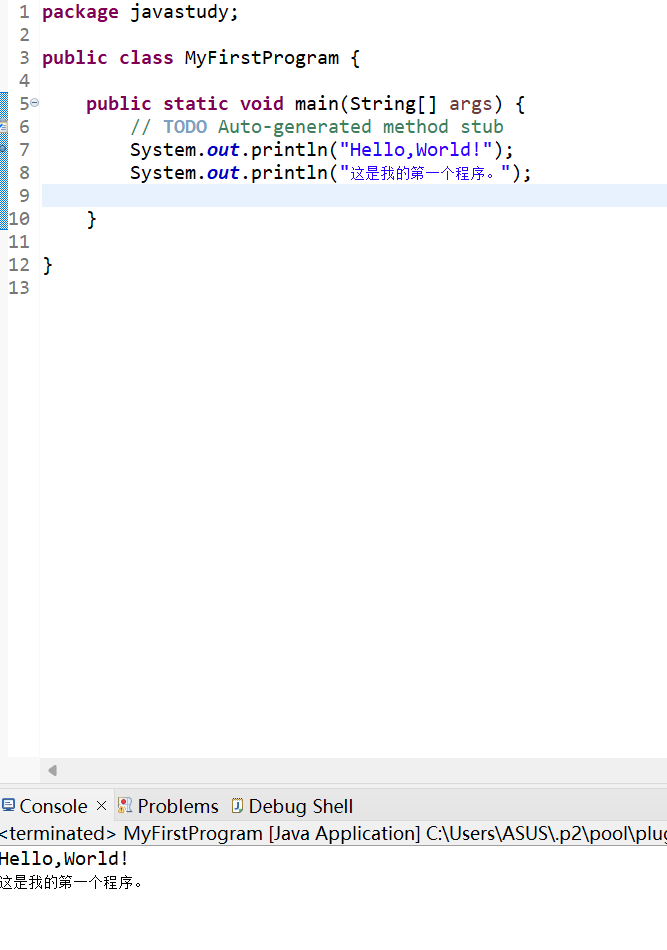 1 package javastudy;
2
3 public class MyFirstProgram {
4
5 public static void main(String[] args) {
6 // TODO Auto-generated method stub
7 System.out.println("Hello,World!");
8 System.out.println("这是我的第一个程序。");
9
10 }
11
12 }
13
Console Problems Debug Shell
<terminated> MyFirstProgram [Java Application] C:\Users\ASUS\.p2\pool\plug
Hello,World!
这是我的第一个程序。